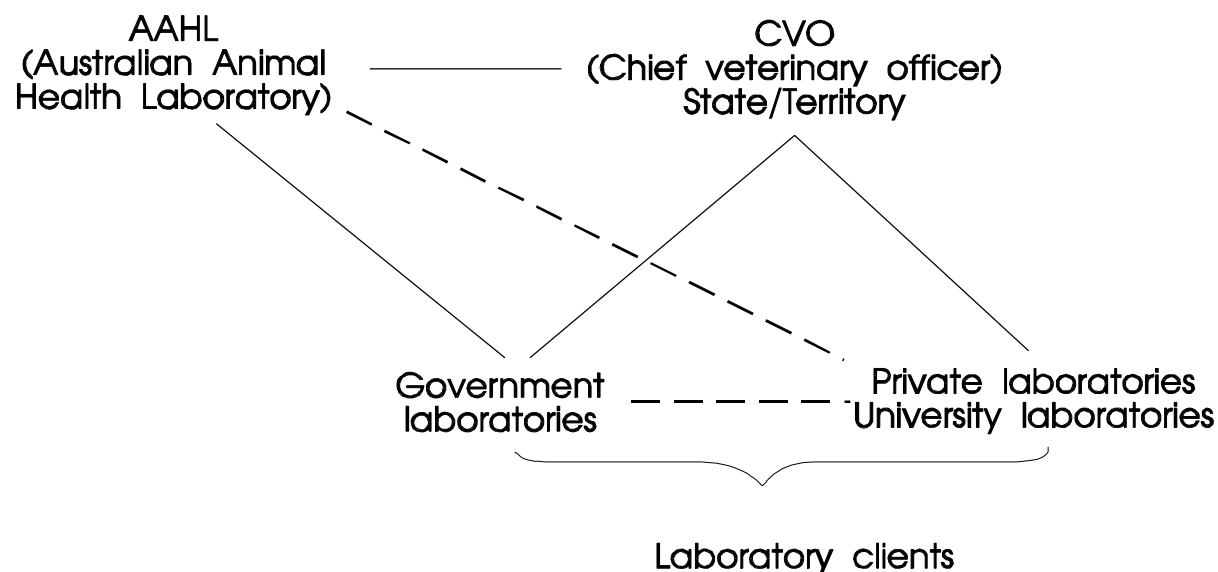 AAHL
(Australian Animal
Health Laboratory)
CVO
(Chief veterinary officer)
State/Territory
Government
laboratories
Private laboratories
University laboratories
Laboratory clients